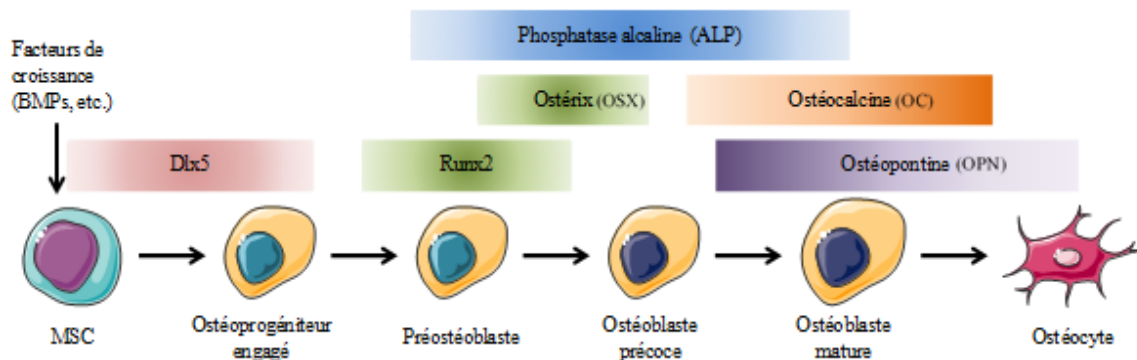 Phosphatase alcaline (ALP)
Facteurs de
croissance
(BMPs, etc.)
Ostérix (OSX)
Ostéocalcine (OC)
Dlx5
Runx2
Ostéopontine (OPN)
MSC
Ostéoprogéniteur
engagé
Préostéoblaste
Ostéoblaste
précoce
Ostéoblaste
mature
Ostéocyte